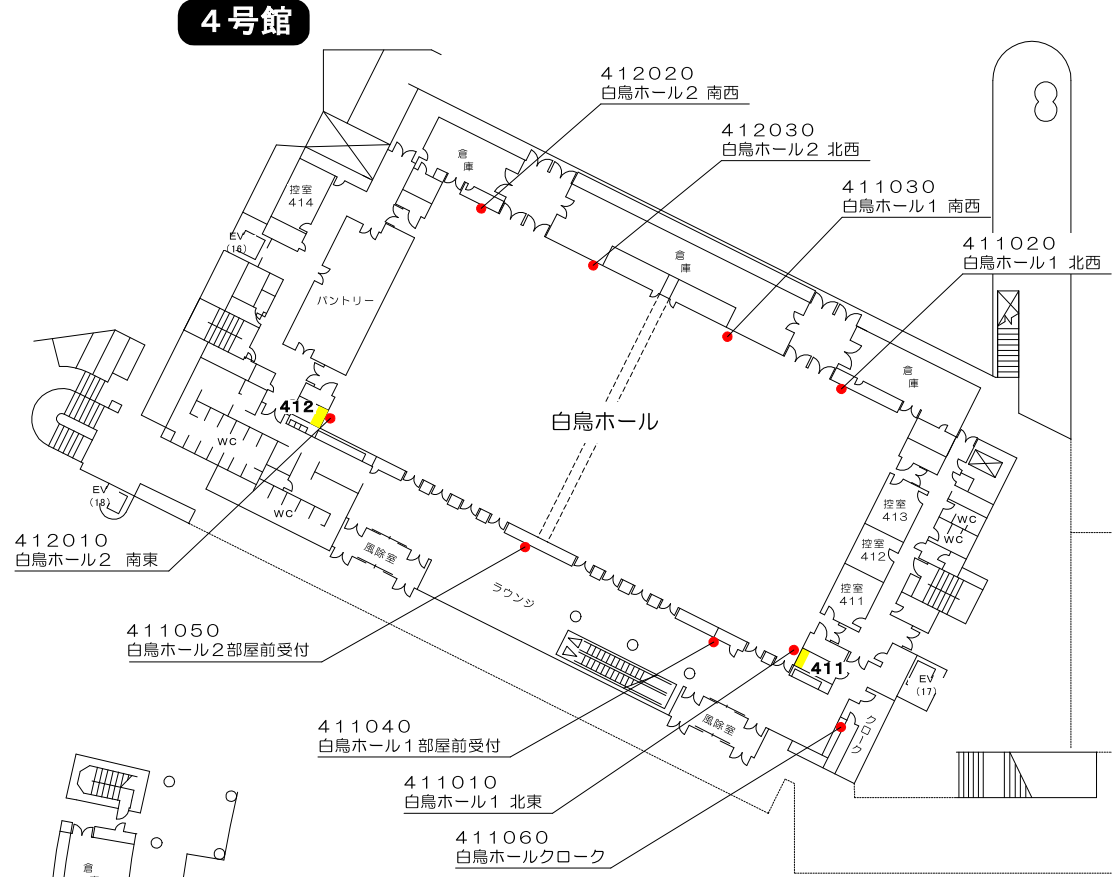 ４号館
４１２０２０
白鳥ホール２ 南西
４１２０３０
白鳥ホール２ 北西
４１１０３０
白鳥ホール１ 南西
４１１０２０
白鳥ホール１ 北西
倉
庫
控室
414
EV
(16)
パントリー
倉
庫
倉
庫
412
白鳥ホール
WC
WC
EV
(18)
風除室
ラウンジ
控室
413
控室
412
控室
411
WC
WC
411
EV
(17)
クローク
風除室
４１２０１０
白鳥ホール２ 南東
４１１０５０
白鳥ホール２部屋前受付
４１１０４０
白鳥ホール１部屋前受付
４１１０１０
白鳥ホール１ 北東
４１１０６０
白鳥ホールクローク
倉